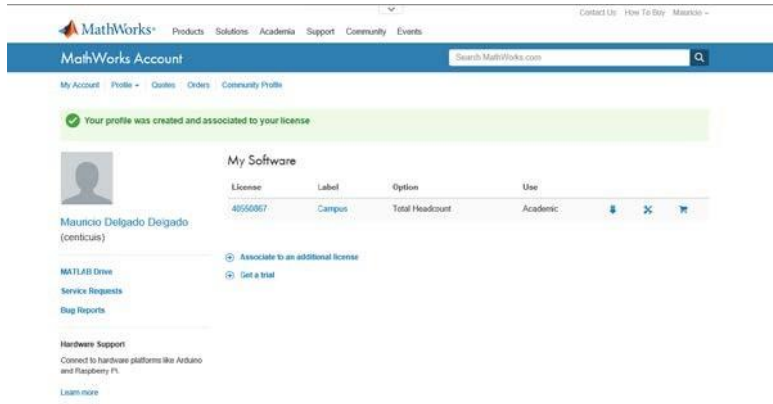 Contact Us How To Buy Mauricio
MathWorks® Products Solutions Academia Support Community Events
MathWorks Account
Search MathWorks.com
My Account Profile Quotes Orders Community Profile
Your profile was created and associated to your license
My Software
License Label Option Use
40550867 Campus Total Headcount Academic
Mauricio Delgado Delgado
(centicuis)
Associate to an additional license
Get a trial
MATLAB Drive
Service Requests
Bug Reports
Hardware Support
Connect to hardware platforms like Arduino
and Raspberry Pi.
Learn more